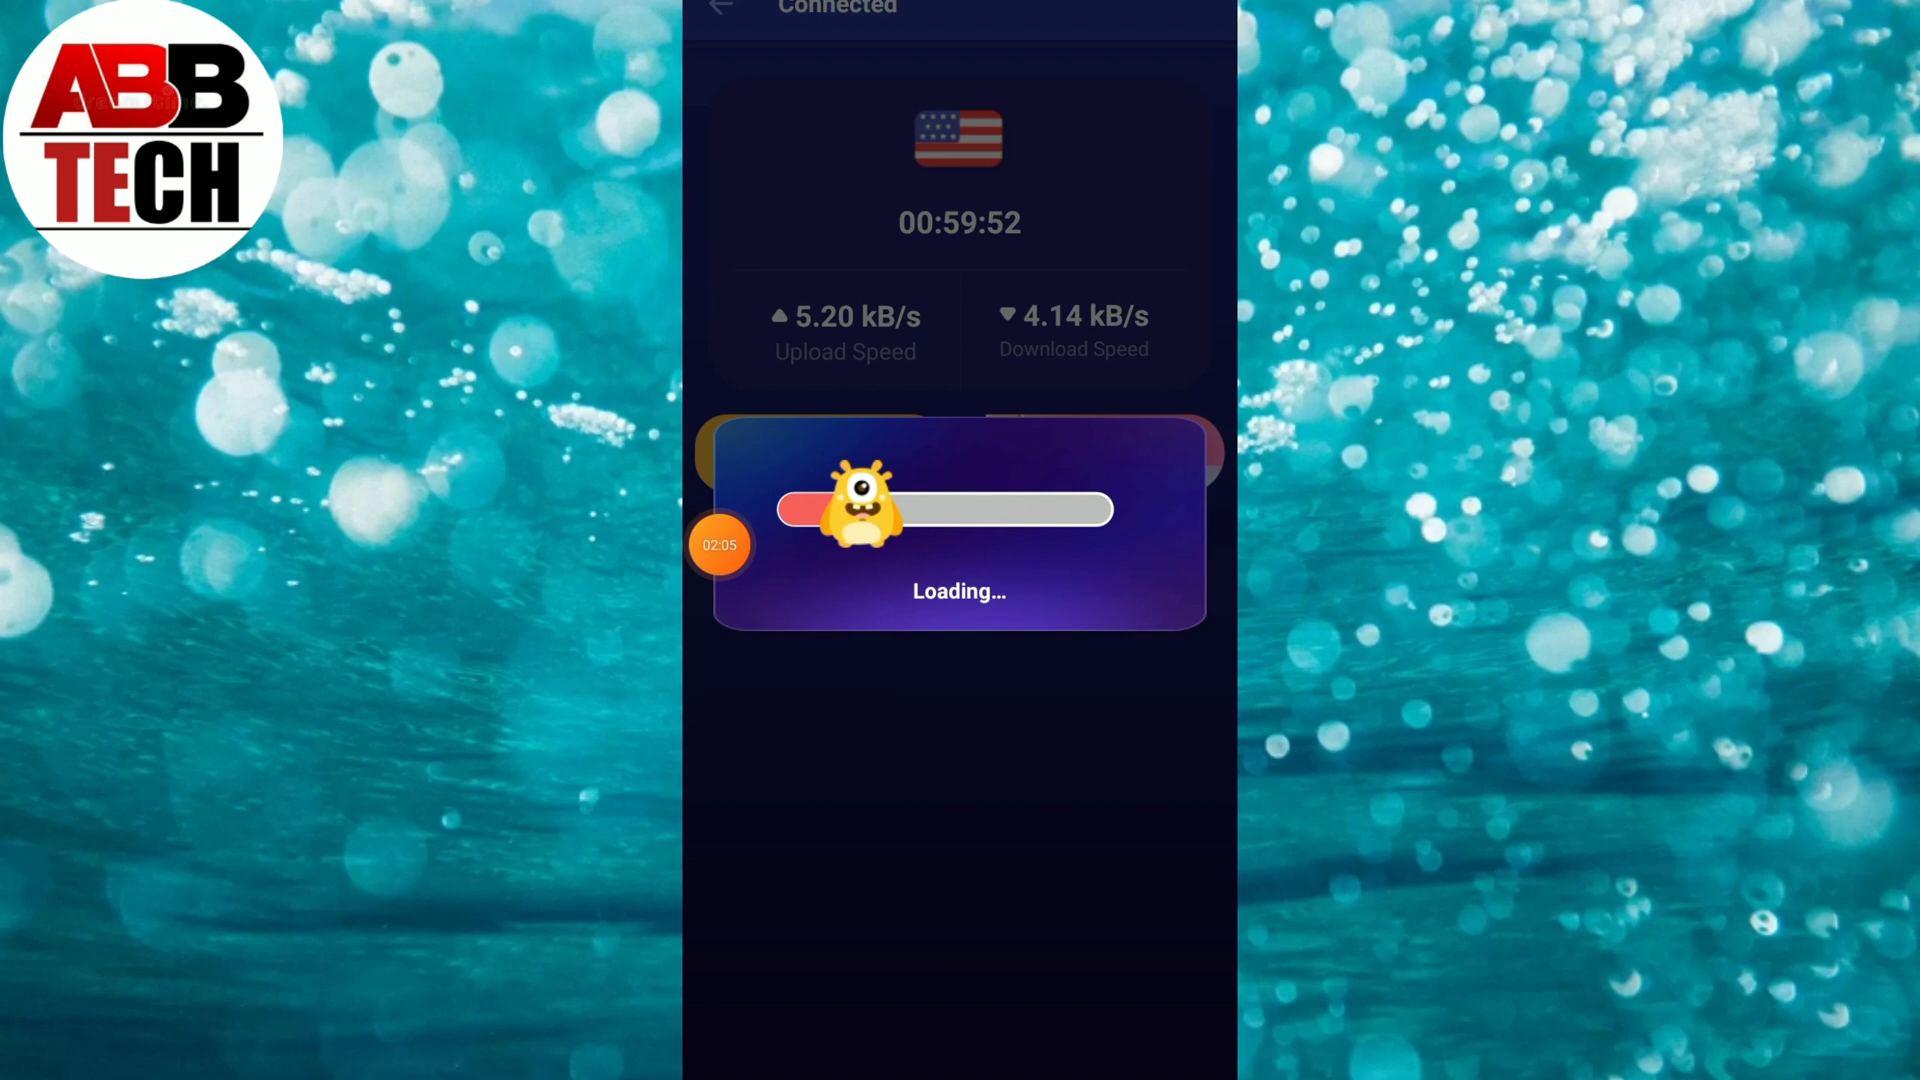 ABB
TECH
Connected
00:59:52
5.20 kB/s
Upload Speed
4.14 kB/s
Download Speed
02:05
Loading...